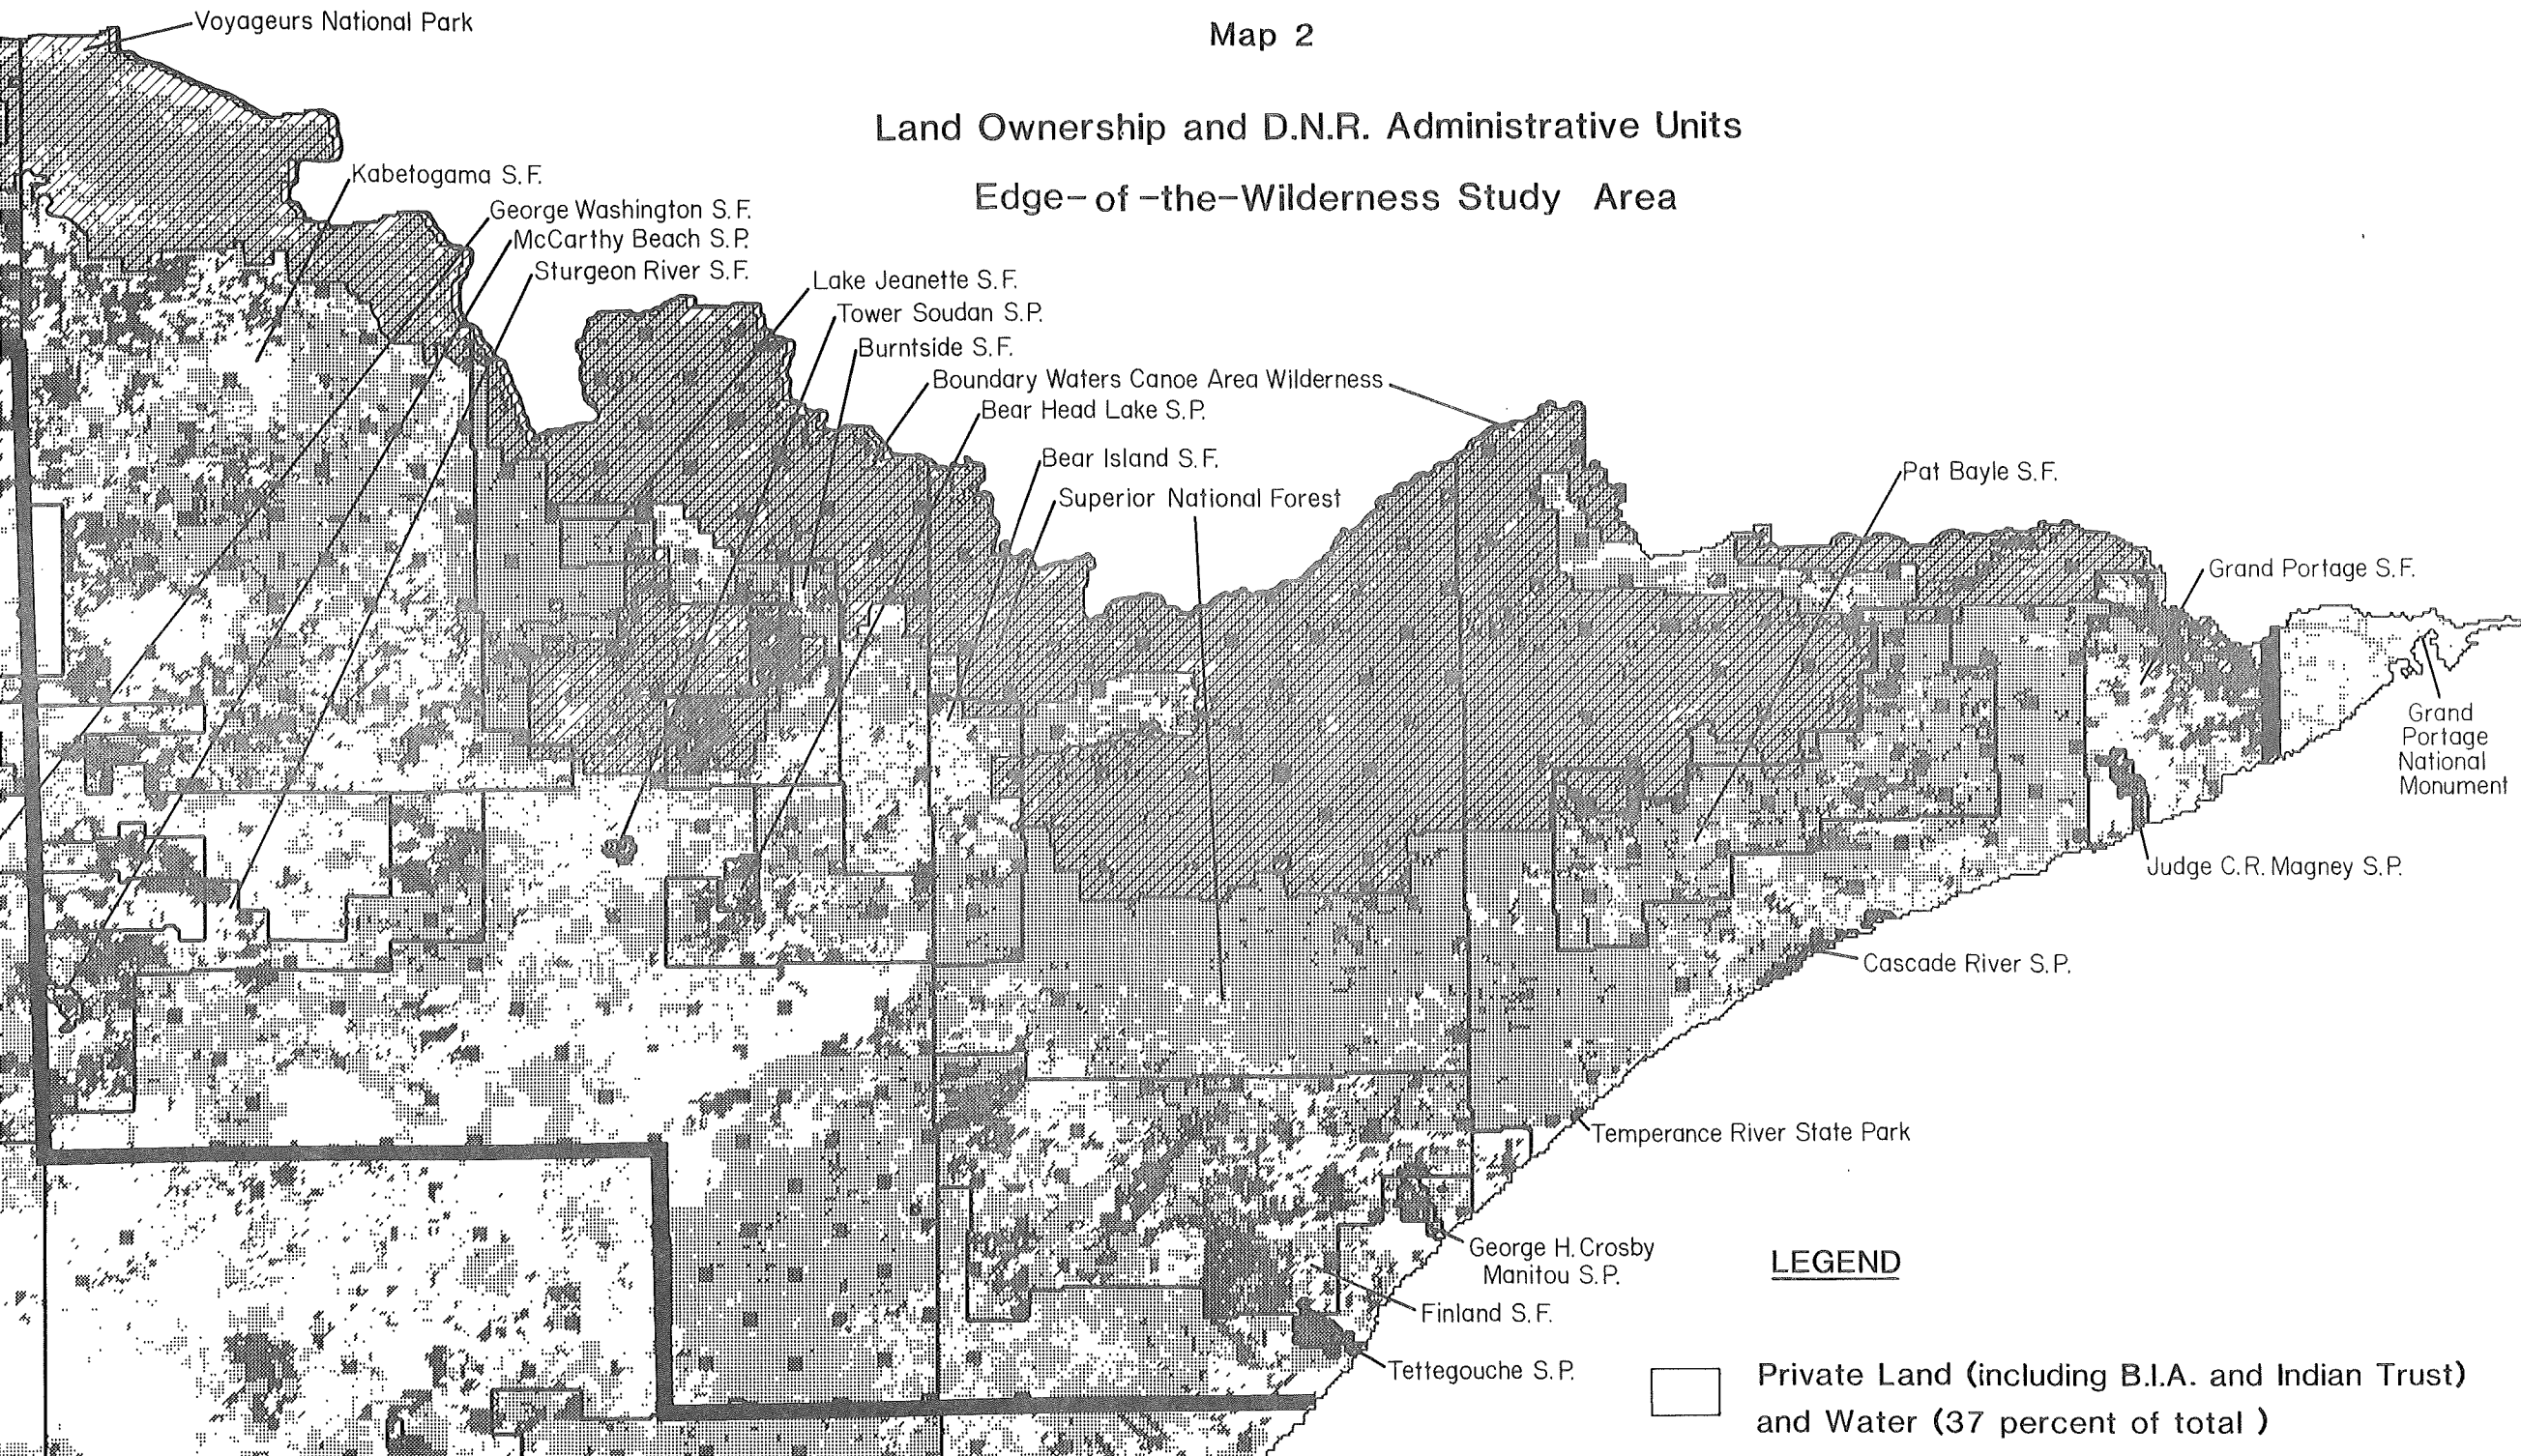 Map 2
Land Ownership and D.N.R. Administrative Units
Edge-of-the-Wilderness Study Area
Voyageurs National Park
Kabetogama S.F.
George Washington S.F.
McCarthy Beach S.P.
Sturgeon River S.F.
Lake Jeanette S.F.
Tower Soudan S.P.
Burntside S.F.
Boundary Waters Canoe Area Wilderness
Bear Head Lake S.P.
Bear Island S.F.
Superior National Forest
Pat Bayle S.F.
Grand Portage S.F.
Grand
Portage
National
Monument
Judge C.R. Magney S.P.
Cascade River S.P.
Temperance River State Park
George H. Crosby
Manitou S.P.
Finland S.F.
Tettegouche S.P.
LEGEND
Private Land (including B.I.A. and Indian Trust)
and Water (37 percent of total )